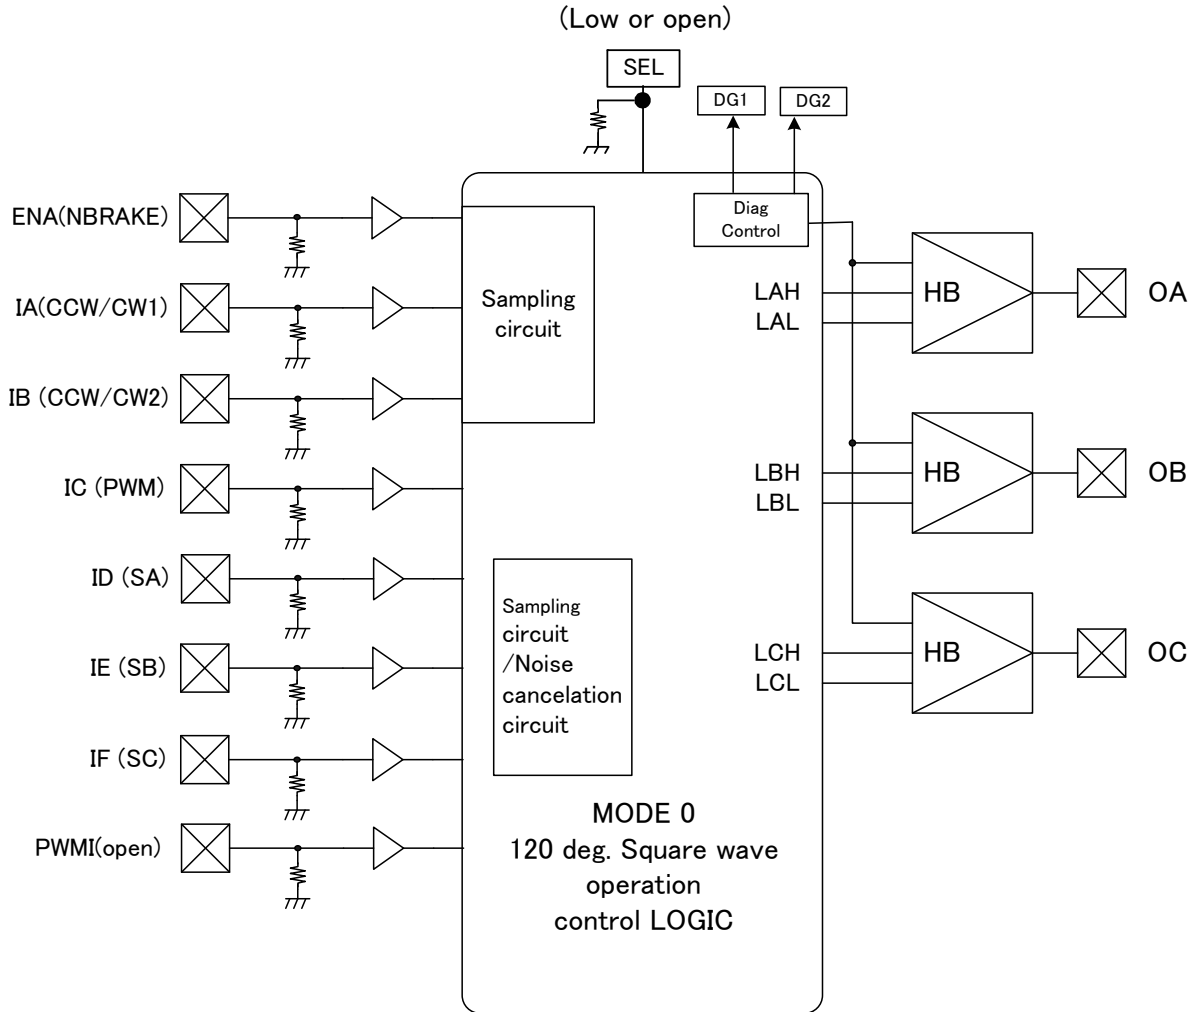 (Low or open)
SEL
DG1
DG2
ENA(NBRAKE)
IA(CCW/CW1)
IB (CCW/CW2)
IC (PWM)
ID (SA)
IE (SB)
IF (SC)
PWMI(open)
Sampling
circuit
Sampling
circuit
/Noise
cancelation
circuit
MODE 0
120 deg. Square wave
operation
control LOGIC
Diag
Control
LAH
LAL
LBH
LBL
LCH
LCL
HB
OA
HB
OB
HB
OC